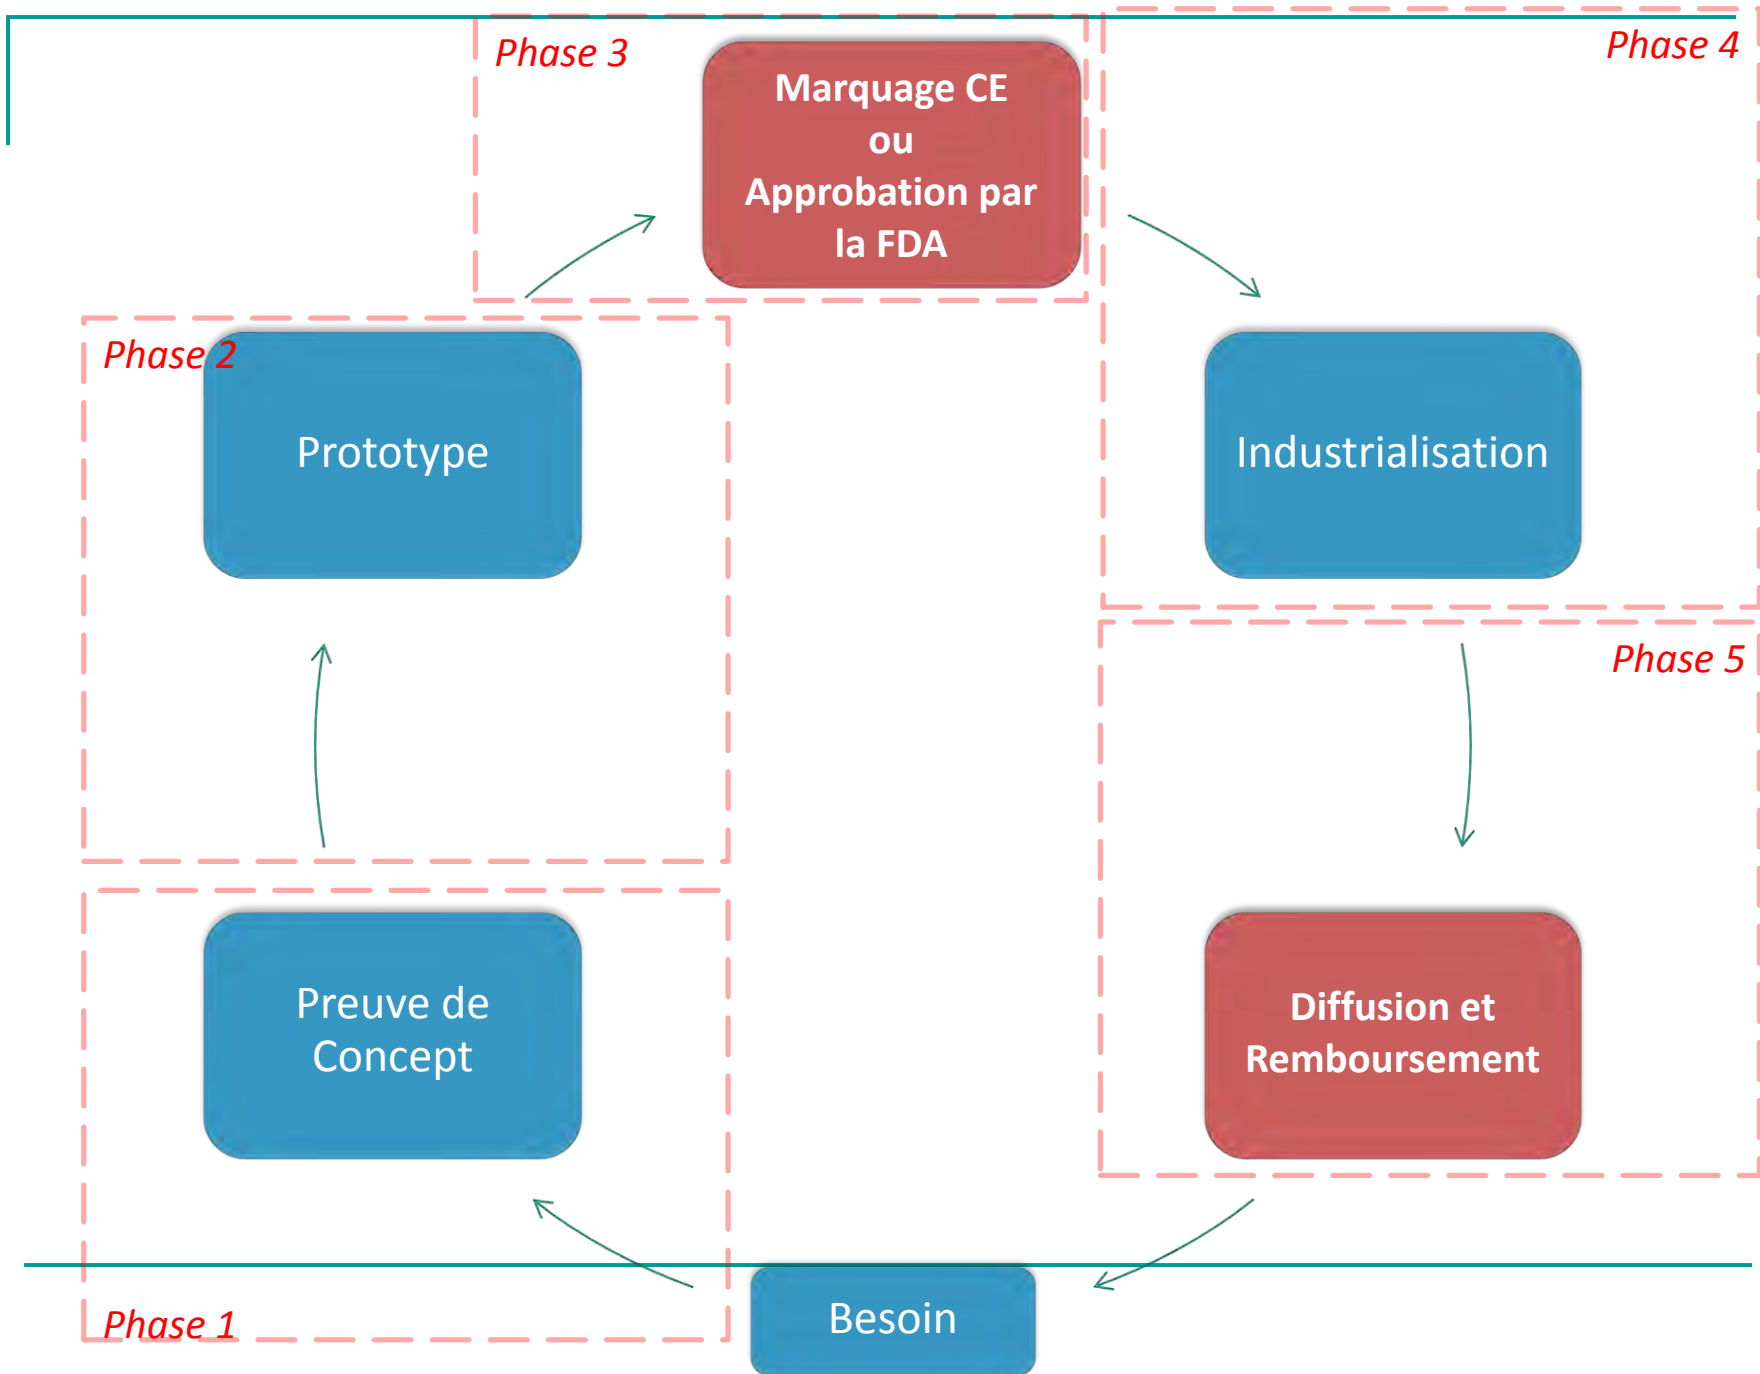 Phase 3
Marquage CE
ou
Approbation par
la FDA
Phase 4
Phase 2
Prototype
Industrialisation
Phase 5
Preuve de
Concept
Diffusion et
Remboursement
Phase 1
Besoin